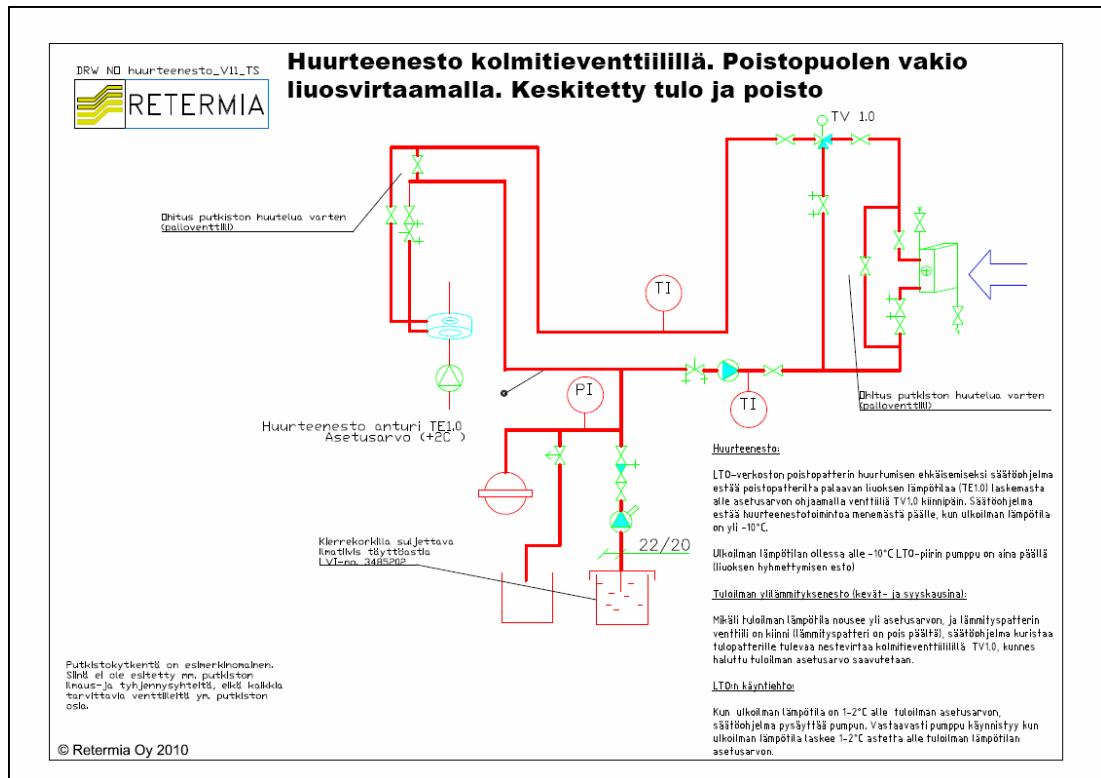 DRW NO huurteenesto_V11_TS
RETERMIA
Huurteenesto kolmitieventtiilillä. Poistopuolen vakio
liuosvirtaamalla. Keskitetty tulo ja poisto
TV 1.0
Ohitus putkiston huutelua varten
(palloventtiili)
TI
PI
TI
Ohitus putkiston huutelua varten
(palloventtiili)
Huurteenesto anturi TE1.0
Asetusarvo (+2C )
Kierrekorkilla suljettava
ilmatiivis täyttöastia
LVI-no. 3485202
22/20
Huurteenesto:
LTO-verkoston poistopatterin huurtumisen ehkäisemiseksi säätöohjelma
estää poistopatterilta palaavan liuoksen lämpötilaa (TE1.0) laskemasta
alle asetusarvon ohjaamalla venttiiliä TV1.0 kiinnipäin. Säätöohjelma
estää huurteenestotoimintoa menemästä päälle, kun ulkoilman lämpötila
on yli -10°C.
Ulkoilman lämpötilan ollessa alle -10°C LTO-piirin pumppu on aina päällä
(liuoksen hyhmettymisen esto)
Tuloilman ylilämmityksenesto (kevät- ja syyskausina):
Mikäli tuloilman lämpötila nousee yli asetusarvon, ja lämmityspatterin
venttiili on kiinni (lämmityspatteri on pois päältä), säätöohjelma kuristaa
tulopatterille tulevaa nestevirtaa kolmitieventtiilillä TV1.0, kunnes
haluttu tuloilman asetusarvo saavutetaan.
LTO:n käyntiehto:
Kun ulkoilman lämpötila on 1-2°C alle tuloilman asetusarvon,
säätöohjelma pysäyttää pumpun. Vastaavasti pumppu käynnistyy kun
ulkoilman lämpötila laskee 1-2°C astetta alle tuloilman lämpötilan
asetusarvon.
Putkistokytkentä on esimerkinomainen.
Siinä ei ole esitetty mm. putkiston
ilmaus-ja tyhjennysyhteitä, eikä kaikkia
tarvittavia venttiileitä ym. putkiston
osia.
© Retermia Oy 2010